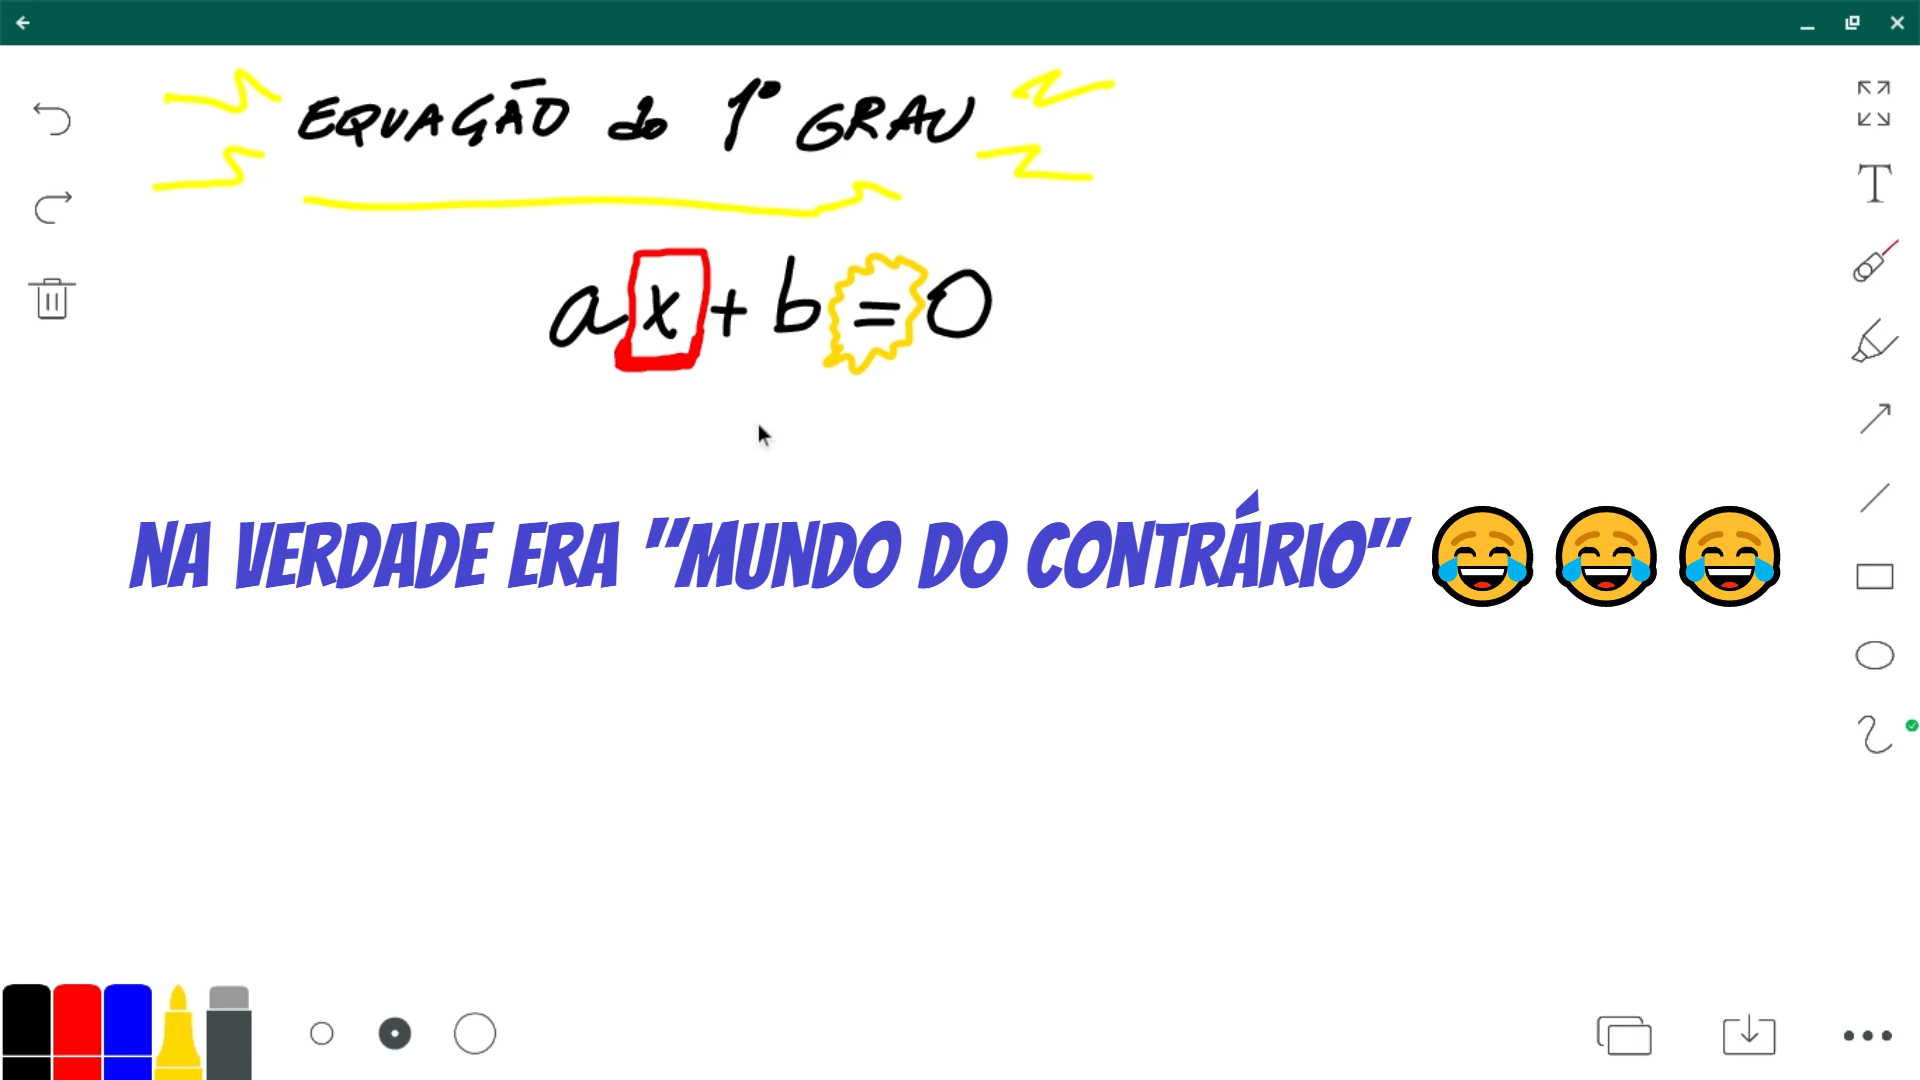 EQUAÇÃO do 1º GRAU
ax+b=0
NA VERDADE ERA "MUNDO DO CONTRÁRIO" 😂😂😂
T